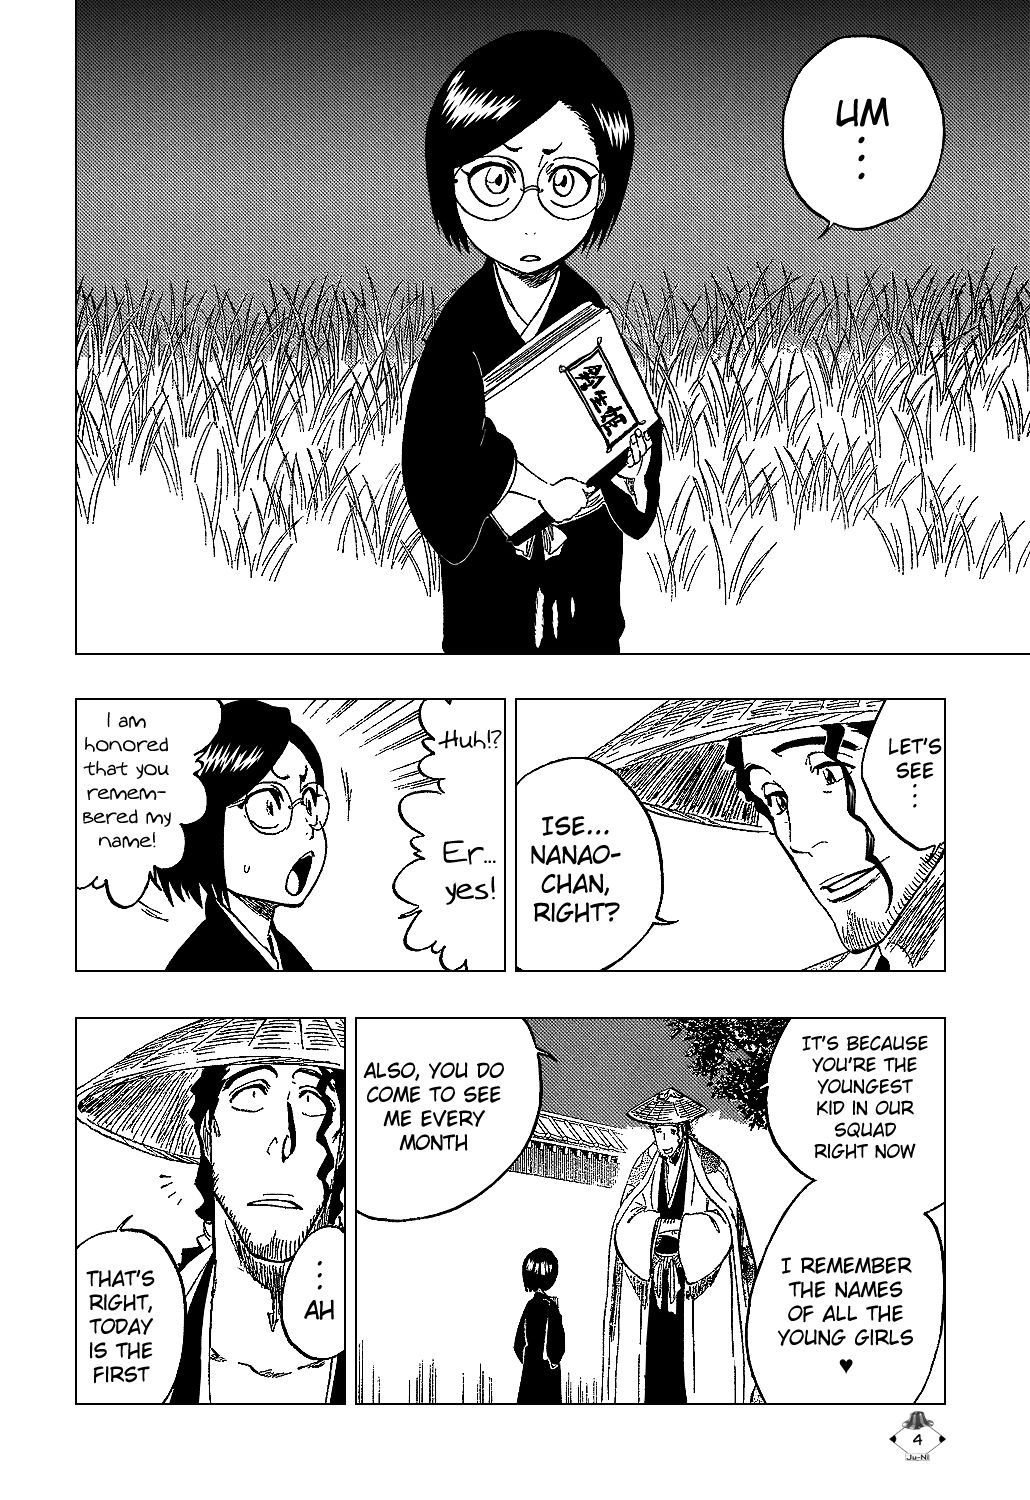 UM
...
LET'S
SEE
...
ISE...
NANAO-
CHAN,
RIGHT?
Huh!?
Er...
yes!
I am
honored
that you
remem-
bered my
name!
IT'S BECAUSE
YOU'RE THE
YOUNGEST
KID IN OUR
SQUAD
RIGHT NOW
I REMEMBER
THE NAMES
OF ALL THE
YOUNG GIRLS
♥
ALSO, YOU DO
COME TO SEE
ME EVERY
MONTH
...
AH
THAT'S
RIGHT,
TODAY
IS THE
FIRST
4
Ju-Ni